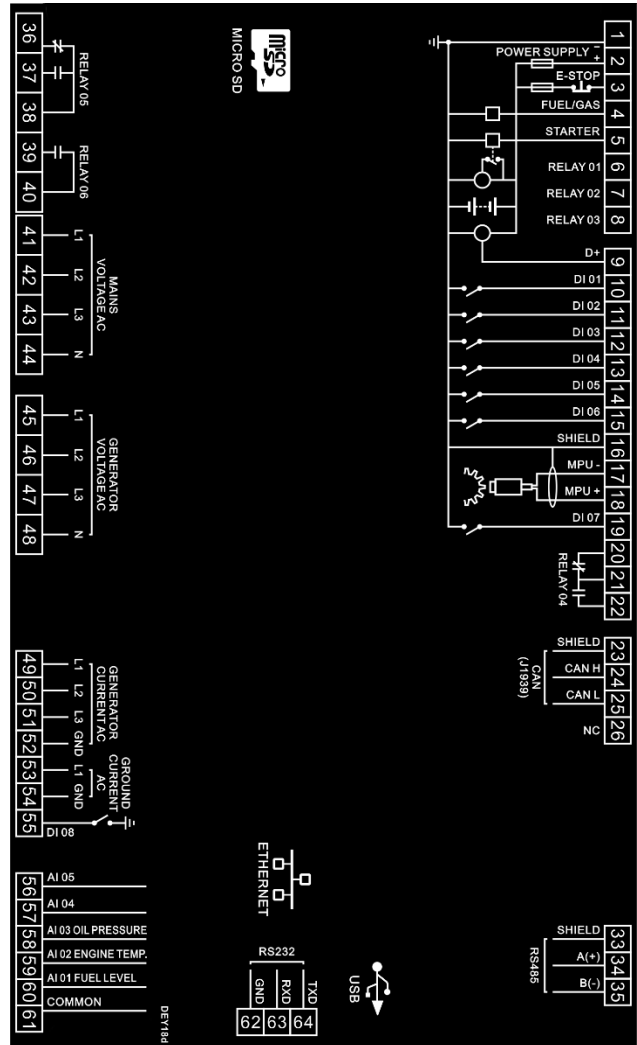 36
37
38
39
40
RELAY 05
RELAY 06
41
42
43
44
L1
L2
L3
N
MAINS
VOLTAGE AC
45
46
47
48
L1
L2
L3
N
GENERATOR
VOLTAGE AC
49
50
51
52
53
54
55
L1
L2
L3
GND
L1
GND
GENERATOR
CURRENT AC
GROUND
CURRENT
AC
DI 08
AI 05
56
AI 04
57
AI 03 OIL PRESSURE
58
AI 02 ENGINE TEMP.
59
AI 01 FUEL LEVEL
60
COMMON
61
DEY18d
Micro
SD
MICRO SD
ETHERNET
RS232
GND
RXD
TXD
62 63 64
USB
1
POWER SUPPLY − +
2
E-STOP
3
FUEL/GAS
4
STARTER
5
RELAY 01
6
RELAY 02
7
RELAY 03
8
D+
9
DI 01
10
DI 02
11
DI 03
12
DI 04
13
DI 05
14
DI 06
15
SHIELD
16
MPU -
17
MPU +
18
DI 07
19
20
21
22
RELAY 04
SHIELD
23
CAN H
24
CAN L
25
NC
26
CAN
(J1939)
SHIELD
33
A(+)
34
B(-)
35
RS485